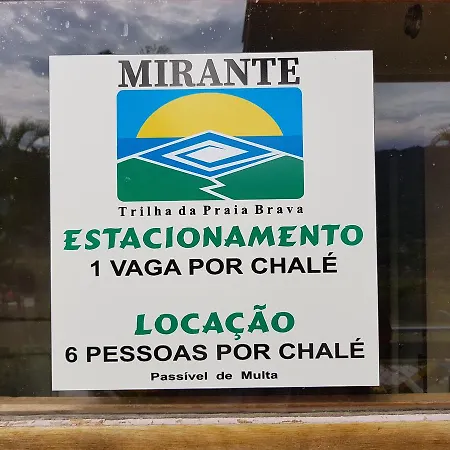 MIRANTE
Trilha da Praia Brava
ESTACIONAMENTO
1 VAGA POR CHALÉ
LOCAÇÃO
6 PESSOAS POR CHALÉ
Passível de Multa